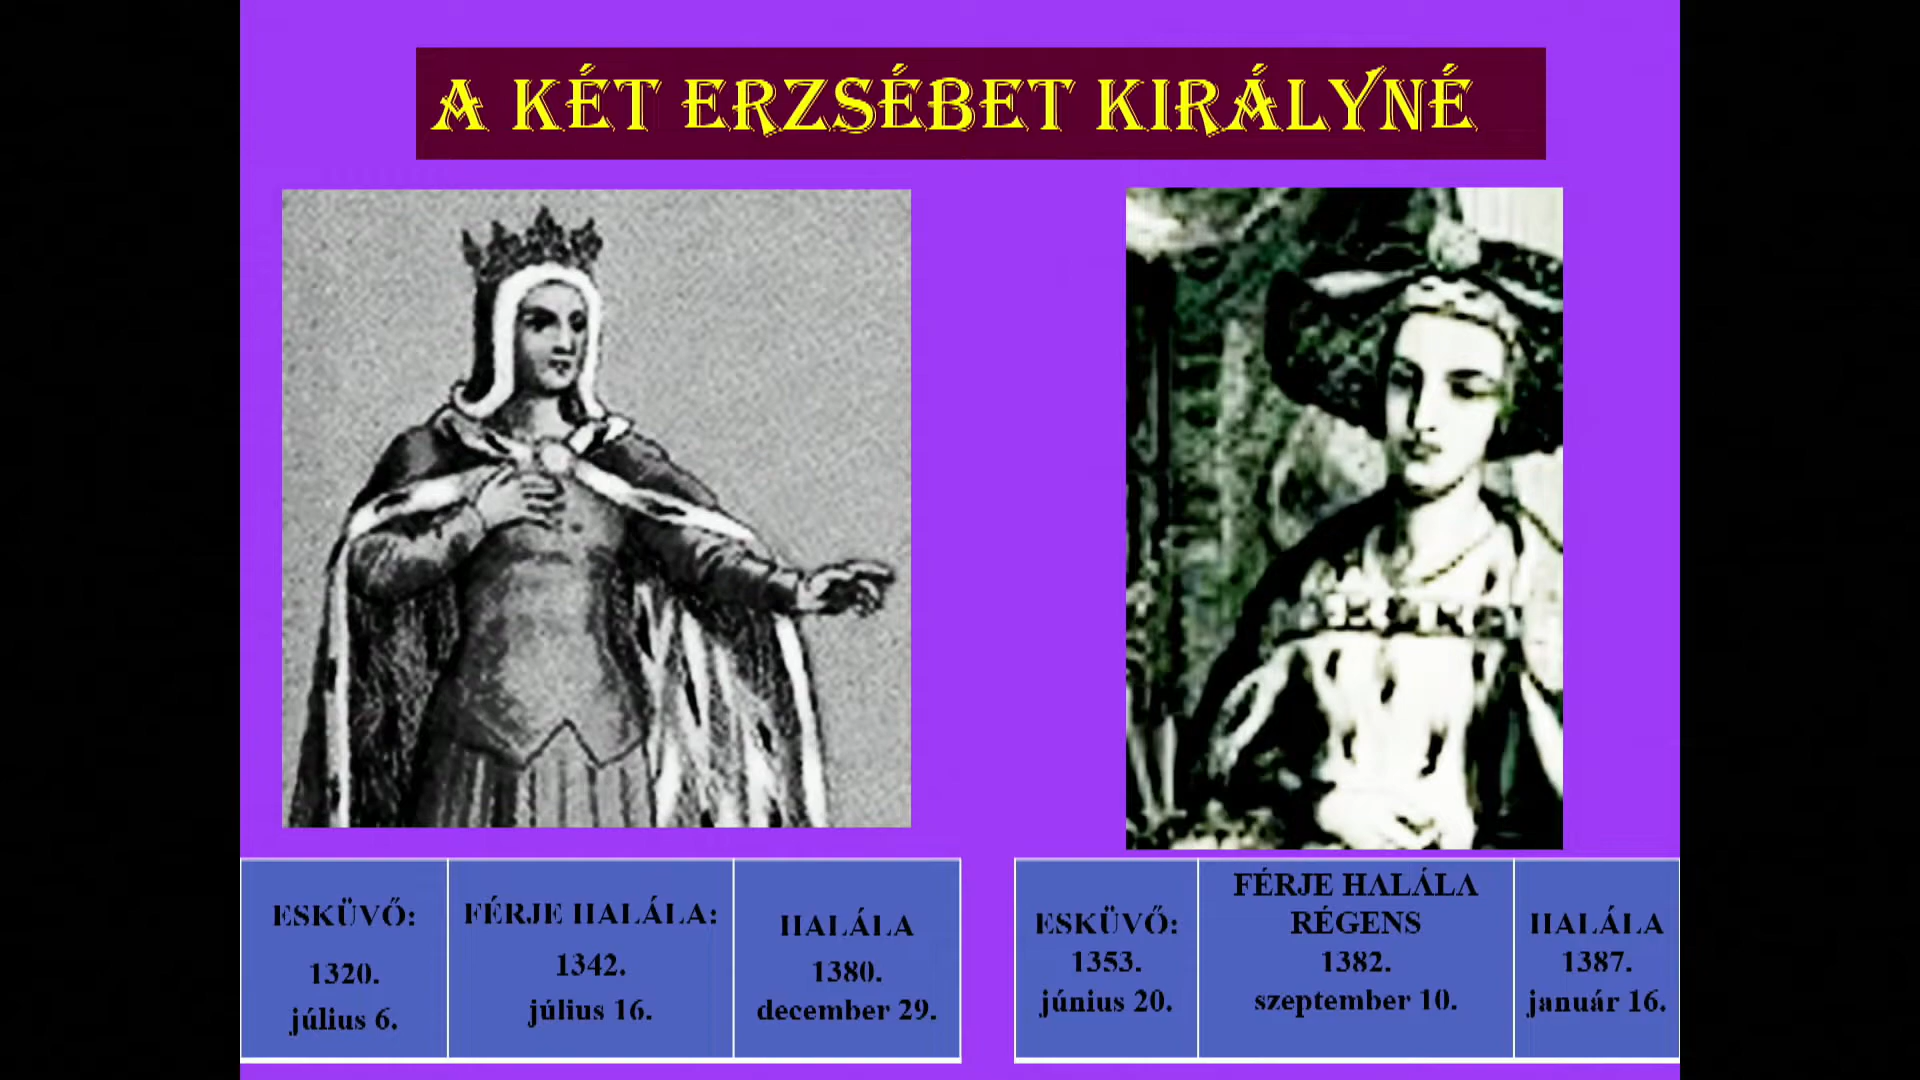 A KÉT ERZSÉBET KIRÁLYNÉ
ESKÜVŐ:
1320.
július 6.
FÉRJE HALÁLA:
1342.
július 16.
HALÁLA
1380.
december 29.
ESKÜVŐ:
1353.
június 20.
FÉRJE HALÁLA
RÉGENS
1382.
szeptember 10.
HALÁLA
1387.
január 16.